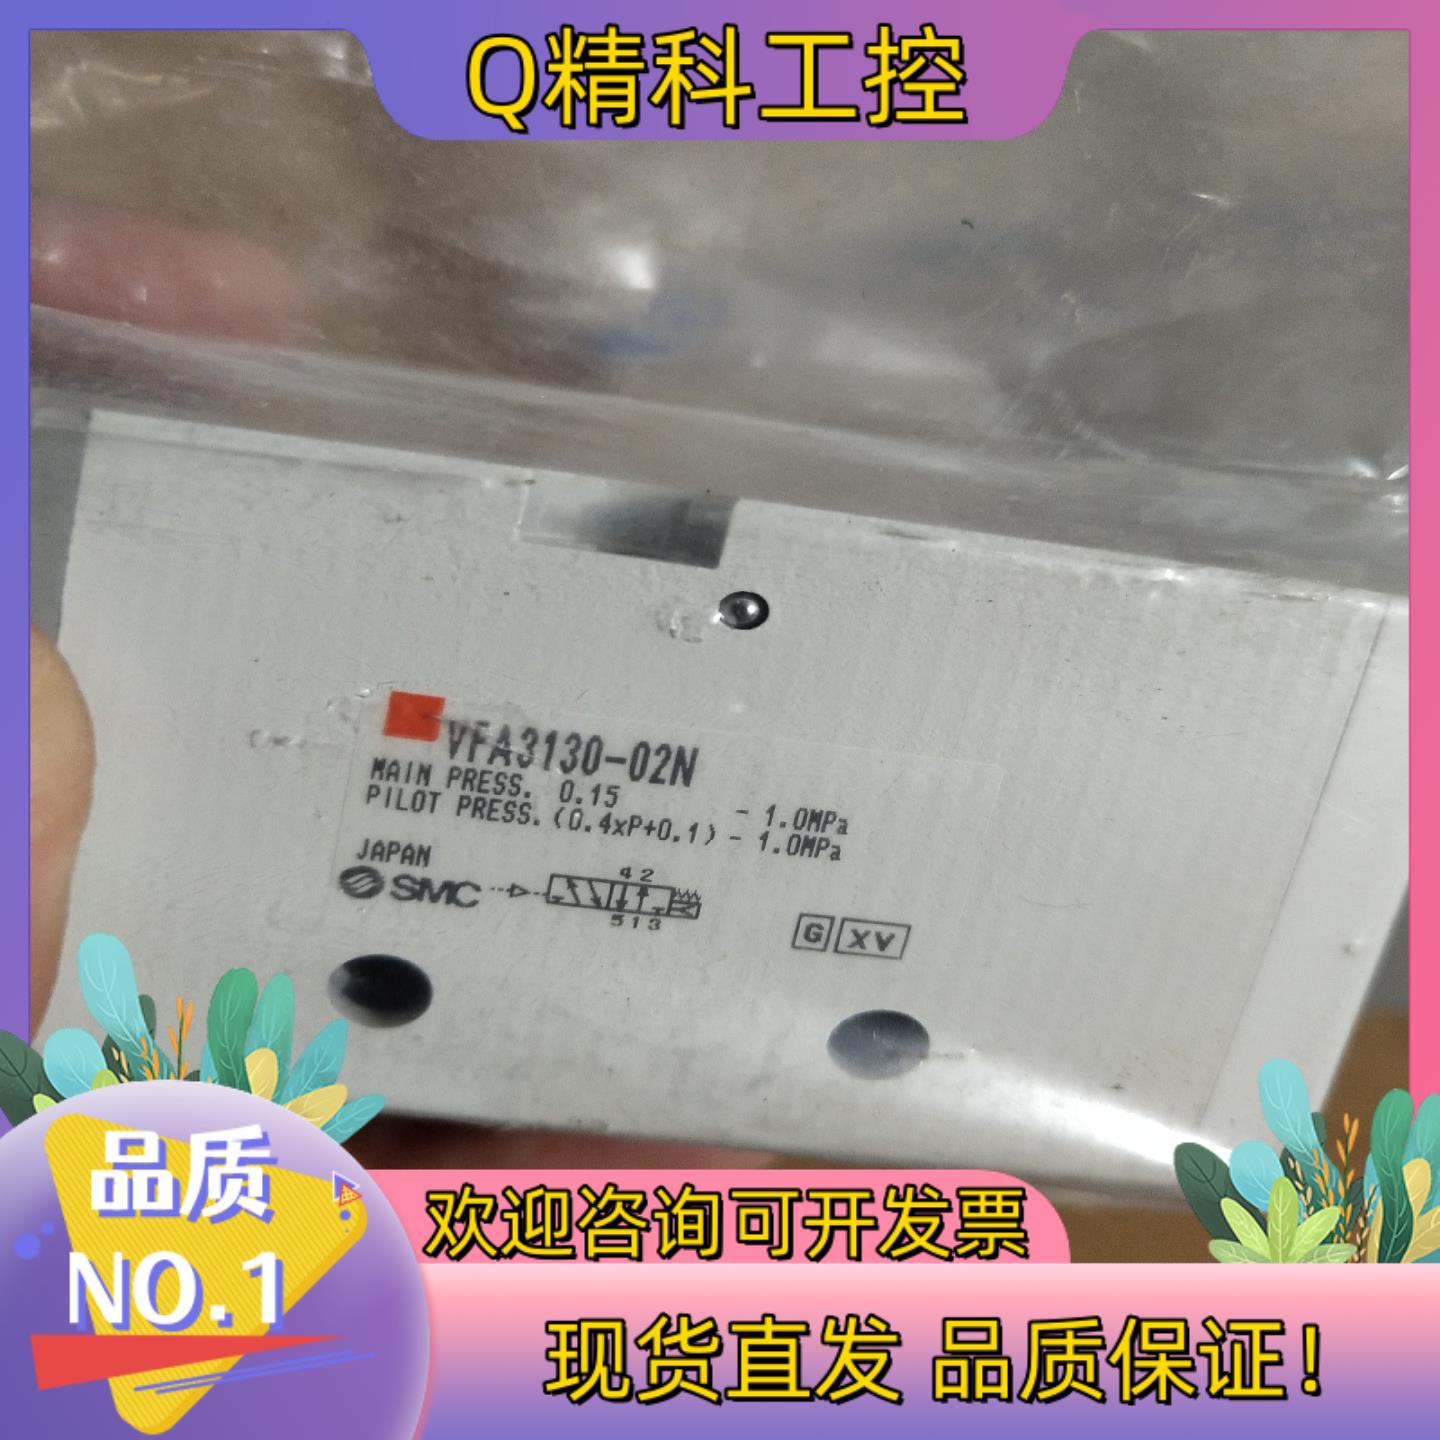 Q精科工控
VFA3130-02N
MAIN PRESS. 0.15 - 1.0MPa
PILOT PRESS. (0.4xP+0.1) - 1.0MPa
JAPAN
SMC
4 2
5 1 3
G XV
品质
NO.1
欢迎咨询可开发票
现货直发 品质保证!